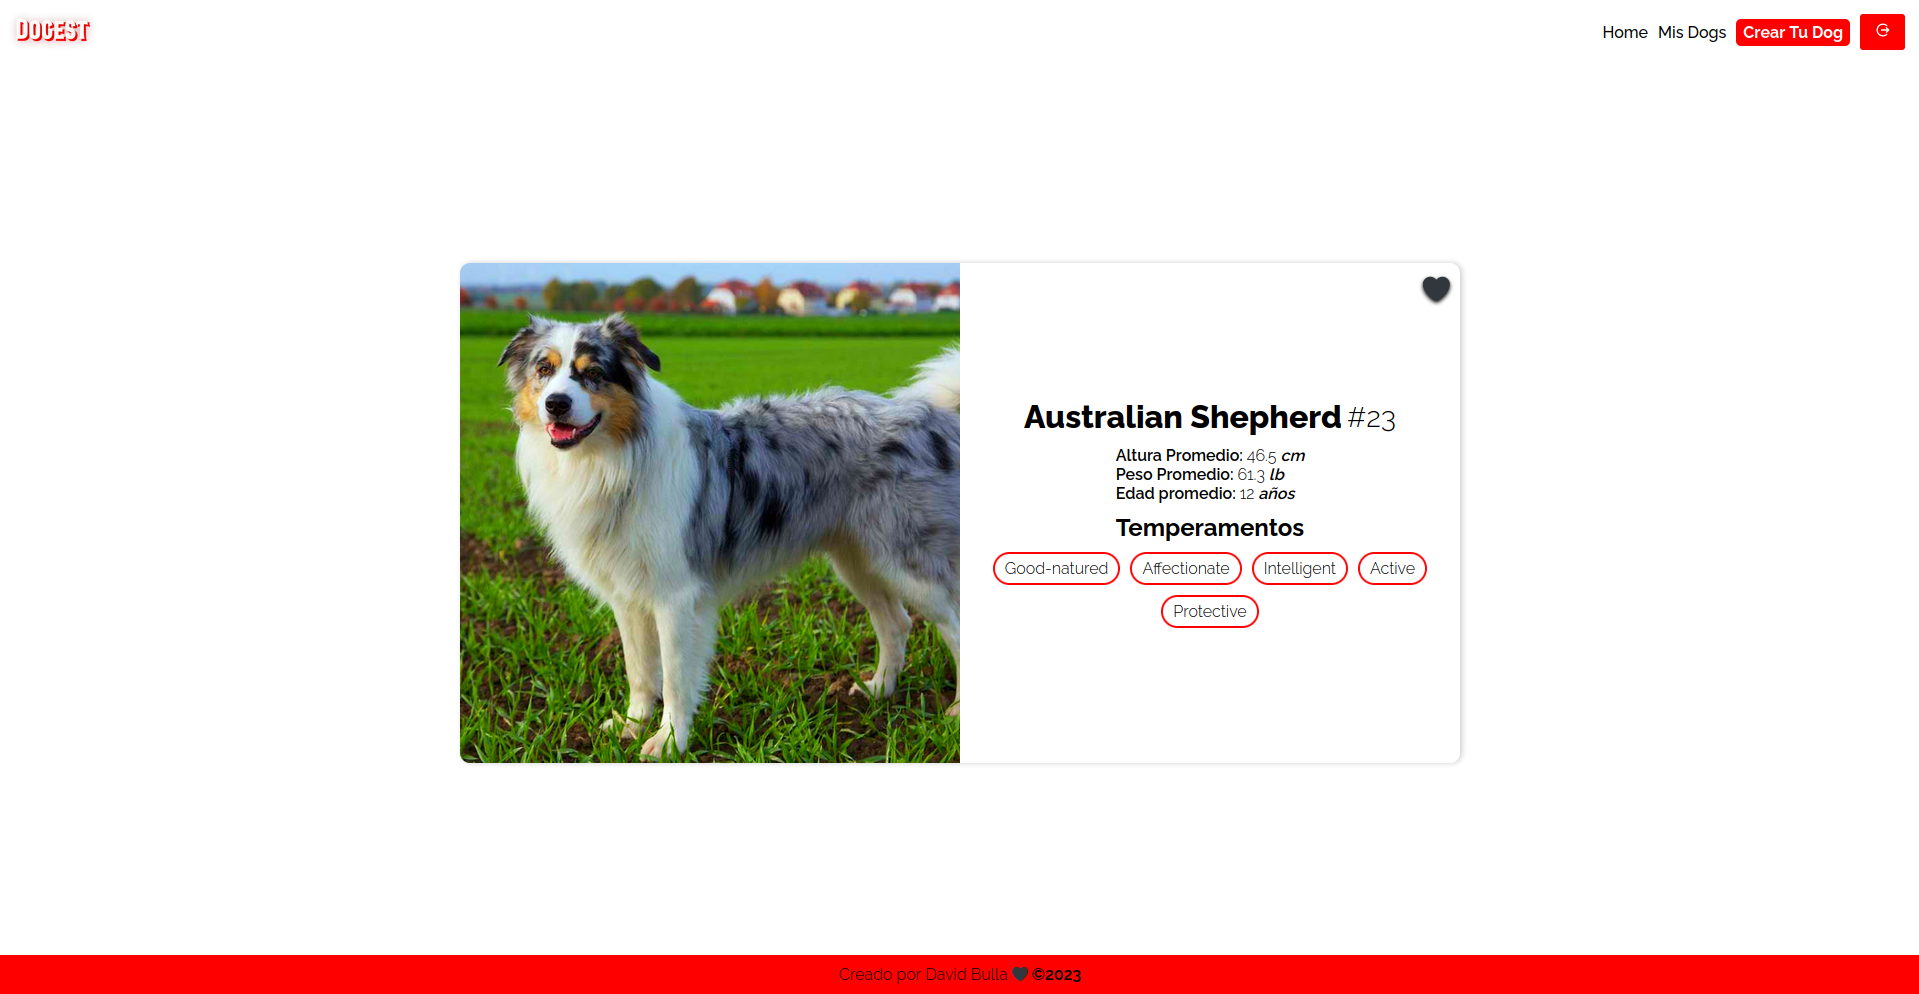 DOGEST
Home Mis Dogs Crear Tu Dog
Australian Shepherd #23
Altura Promedio: 46.5 cm
Peso Promedio: 61.3 lb
Edad promedio: 12 años
Temperamentos
Good-natured Affectionate Intelligent Active
Protective
Creado por David Bulla 🖤 ©2023